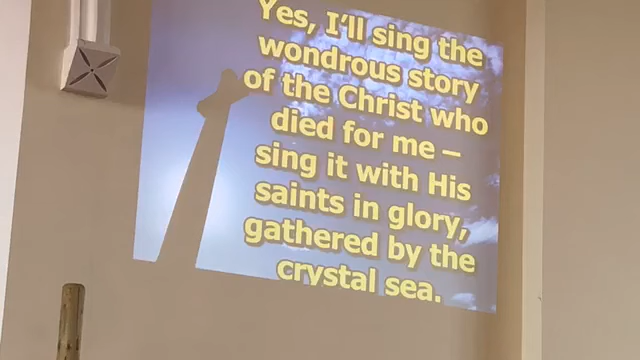 Yes, I'll sing the
wondrous story
of the Christ who
died for me –
sing it with His
saints in glory,
gathered by the
crystal sea.